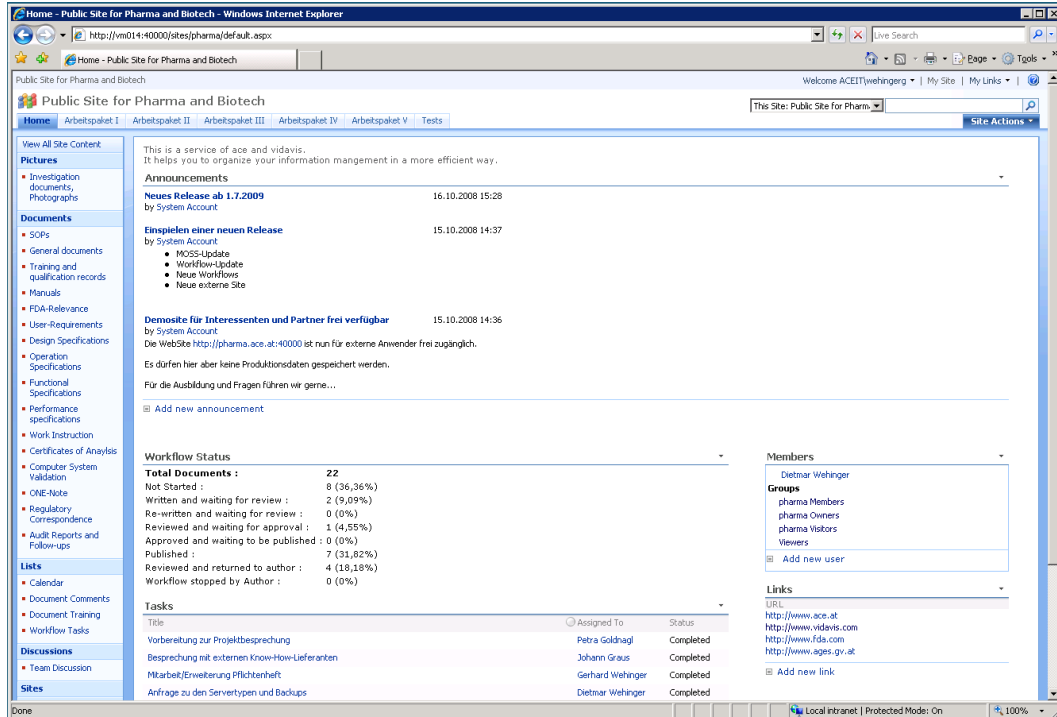 Home - Public Site for Pharma and Biotech - Windows Internet Explorer
http://vm014:40000/sites/pharma/default.aspx
Live Search
Home - Public Site for Pharma and Biotech
Page
Tools
Public Site for Pharma and Biotech
Welcome ACEIT\wehingerg
My Site
My Links
Public Site for Pharma and Biotech
This Site: Public Site for Pharm
Home
Arbeitspaket I
Arbeitspaket II
Arbeitspaket III
Arbeitspaket IV
Arbeitspaket V
Tests
Site Actions
View All Site Content
Pictures
Investigation
documents,
Photographs
Documents
SOPs
General documents
Training and
qualification records
Manuals
FDA-Relevance
User-Requirements
Design Specifications
Operation
Specifications
Functional
Specifications
Performance
specifications
Work Instruction
Certificates of Anaylsis
Computer System
Validation
ONE-Note
Regulatory
Correspondence
Audit Reports and
Follow-ups
Lists
Calendar
Document Comments
Document Training
Workflow Tasks
Discussions
Team Discussion
Sites
This is a service of ace and vidavis.
It helps you to organize your information mangement in a more efficient way.
Announcements
Neues Release ab 1.7.2009 16.10.2008 15:28
by System Account
Einspielen einer neuen Release 15.10.2008 14:37
by System Account
MOSS-Update
Workflow-Update
Neue Workflows
Neue externe Site
Demosite für Interessenten und Partner frei verfügbar 15.10.2008 14:36
by System Account
Die WebSite http://pharma.ace.at:40000 ist nun für externe Anwender frei zugänglich.
Es dürfen hier aber keine Produktionsdaten gespeichert werden.
Für die Ausbildung und Fragen führen wir gerne...
Add new announcement
Workflow Status
Total Documents : 22
Not Started : 8 (36,36%)
Written and waiting for review : 2 (9,09%)
Re-written and waiting for review : 0 (0%)
Reviewed and waiting for approval : 1 (4,55%)
Approved and waiting to be published : 0 (0%)
Published : 7 (31,82%)
Reviewed and returned to author : 4 (18,18%)
Workflow stopped by Author : 0 (0%)
Tasks
Title Assigned To Status
Vorbereitung zur Projektbesprechung Petra Goldnagl Completed
Besprechung mit externen Know-How-Lieferanten Johann Graus Completed
Mitarbeit/Erweiterung Pflichtenheft Gerhard Wehinger Completed
Anfrage zu den Servertypen und Backups Dietmar Wehinger Completed
Members
Dietmar Wehinger
Groups
pharma Members
pharma Owners
pharma Visitors
Viewers
Add new user
Links
URL
http://www.ace.at
http://www.vidavis.com
http://www.fda.com
http://www.ages.gv.at
Add new link
Done
Local intranet | Protected Mode: On
100%